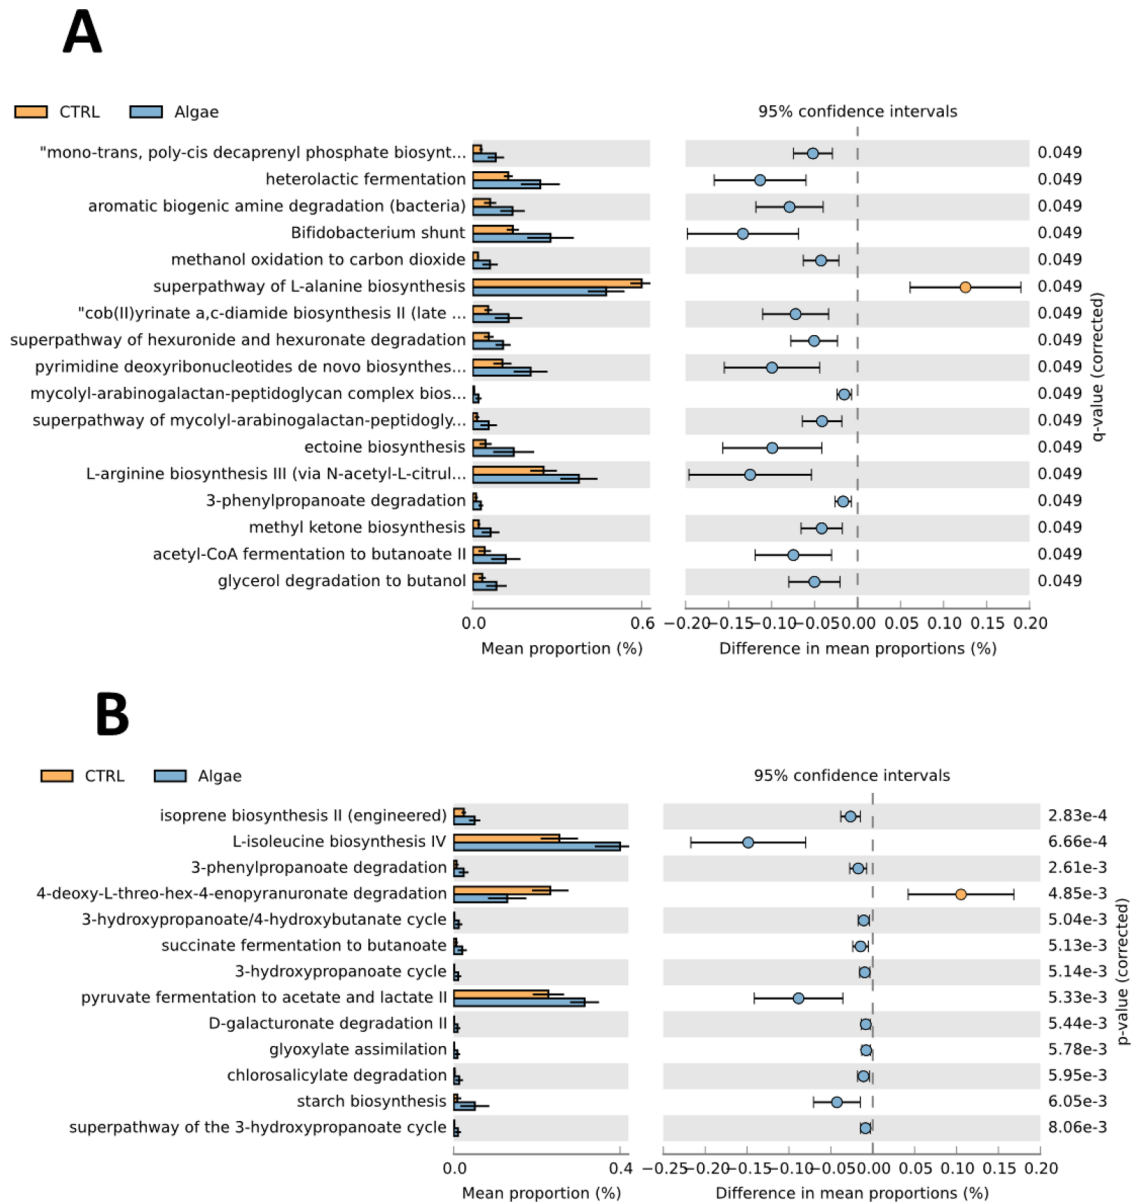 A
CTRL Algae 95% confidence intervals
"mono-trans, poly-cis decaprenyl phosphate biosynt... 0.049
heterolactic fermentation 0.049
aromatic biogenic amine degradation (bacteria) 0.049
Bifidobacterium shunt 0.049
methanol oxidation to carbon dioxide 0.049
superpathway of L-alanine biosynthesis 0.049
"cob(II)yrinate a,c-diamide biosynthesis II (late ... 0.049
superpathway of hexuronide and hexuronate degradation 0.049
pyrimidine deoxyribonucleotides de novo biosynthes... 0.049
mycolyl-arabinogalactan-peptidoglycan complex bios... 0.049
superpathway of mycolyl-arabinogalactan-peptidogly... 0.049
ectoine biosynthesis 0.049
L-arginine biosynthesis III (via N-acetyl-L-citrul... 0.049
3-phenylpropanoate degradation 0.049
methyl ketone biosynthesis 0.049
acetyl-CoA fermentation to butanoate II 0.049
glycerol degradation to butanol 0.049
q-value (corrected)
0.0 0.6 −0.20 −0.15 −0.10 −0.05 0.00 0.05 0.10 0.15 0.20
Mean proportion (%) Difference in mean proportions (%)
B
CTRL Algae 95% confidence intervals
isoprene biosynthesis II (engineered) 2.83e-4
L-isoleucine biosynthesis IV 6.66e-4
3-phenylpropanoate degradation 2.61e-3
4-deoxy-L-threo-hex-4-enopyranuronate degradation 4.85e-3
3-hydroxypropanoate/4-hydroxybutanate cycle 5.04e-3
succinate fermentation to butanoate 5.13e-3
3-hydroxypropanoate cycle 5.14e-3
pyruvate fermentation to acetate and lactate II 5.33e-3
D-galacturonate degradation II 5.44e-3
glyoxylate assimilation 5.78e-3
chlorosalicylate degradation 5.95e-3
starch biosynthesis 6.05e-3
superpathway of the 3-hydroxypropanoate cycle 8.06e-3
p-value (corrected)
0.0 0.4 −0.25 −0.20 −0.15 −0.10 −0.05 0.00 0.05 0.10 0.15 0.20
Mean proportion (%) Difference in mean proportions (%)